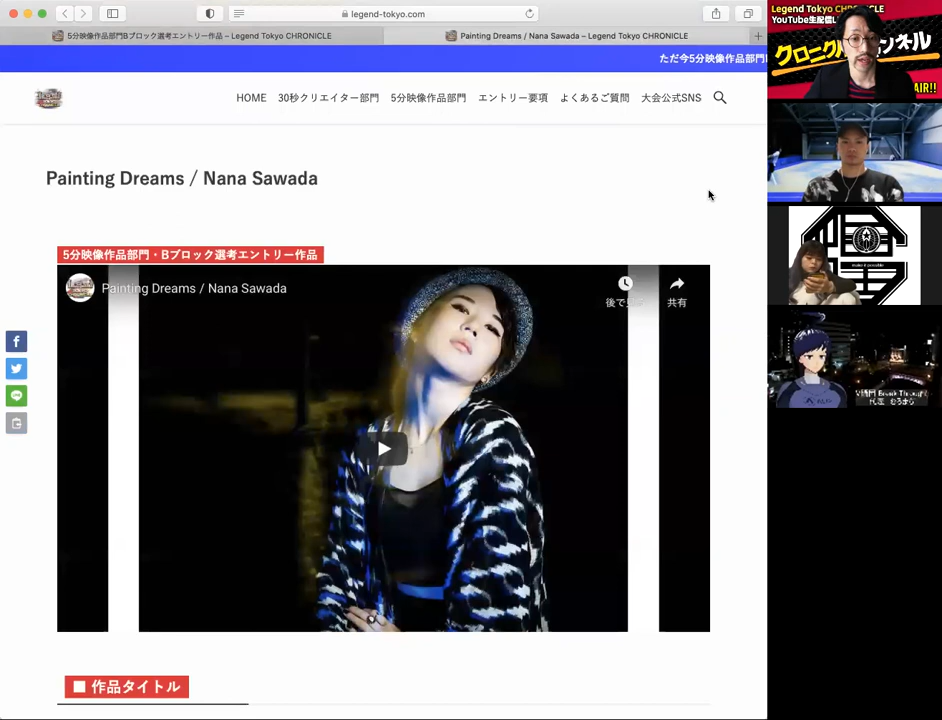 legend-tokyo.com
5分映像作品部門Bブロック選考エントリー作品 – Legend Tokyo CHRONICLE
Painting Dreams / Nana Sawada – Legend Tokyo CHRONICLE
ただ今5分映像作品部門
HOME 30秒クリエイター部門 5分映像作品部門 エントリー要項 よくあるご質問 大会公式SNS
Painting Dreams / Nana Sawada
5分映像作品部門・Bブロック選考エントリー作品
Painting Dreams / Nana Sawada
後で見る
共有
■ 作品タイトル
Legend Tokyo CHRONICLE
YouTube生配信
クロニクルチャンネル
AIR!!
make it possible